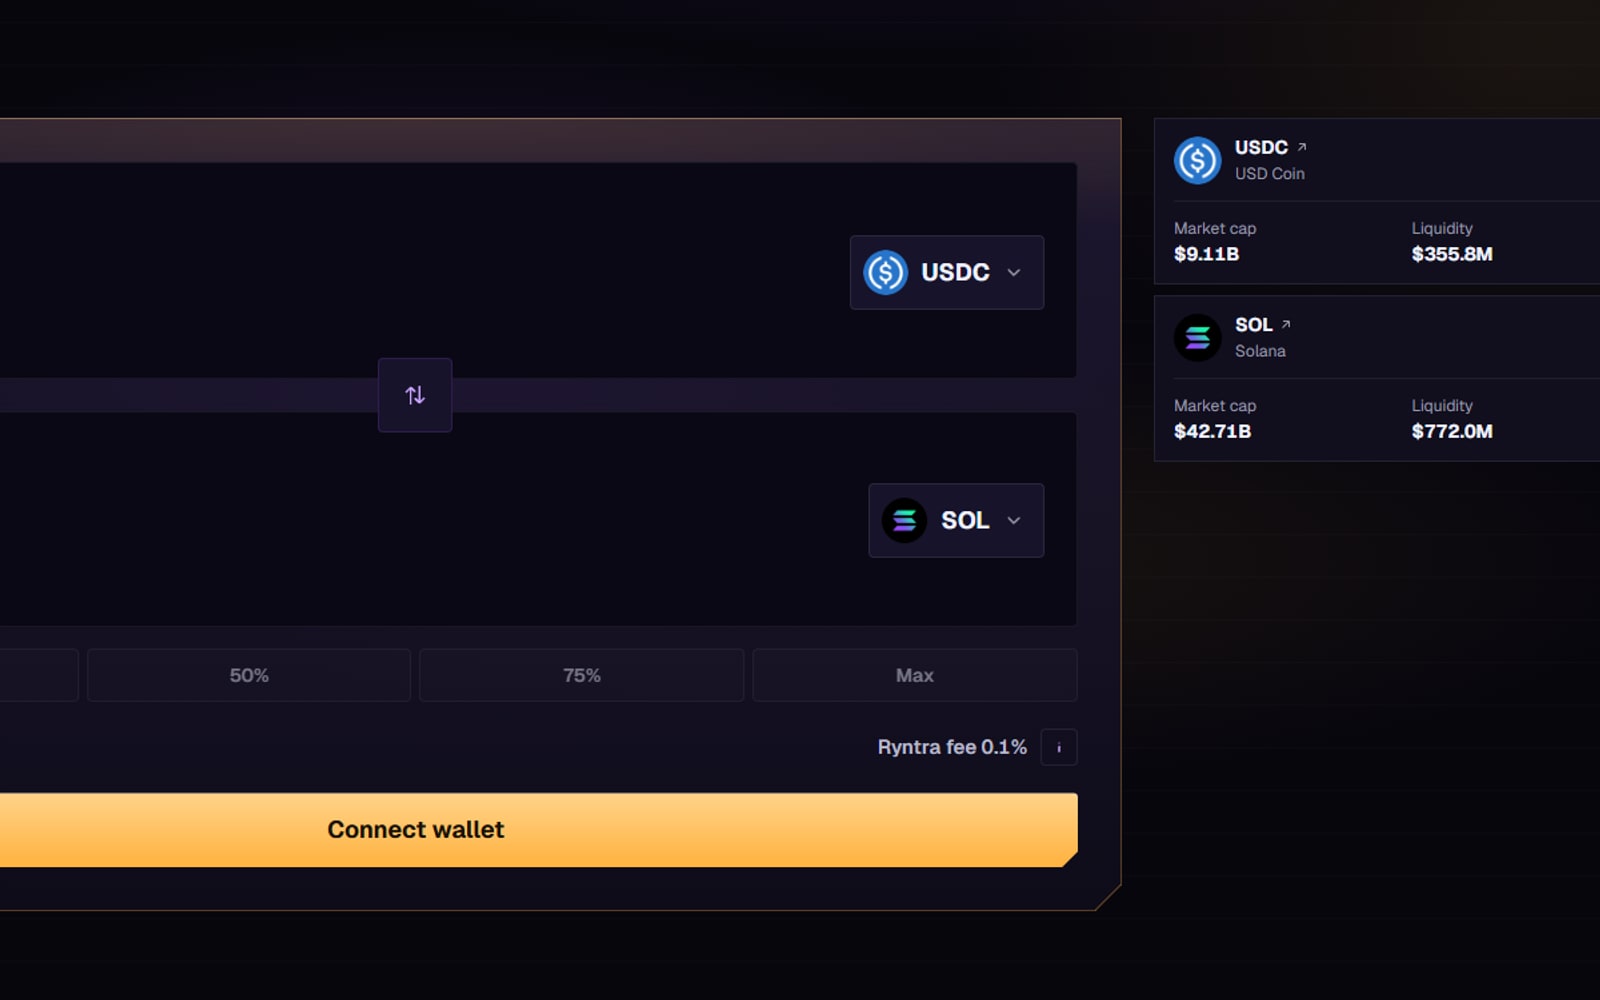 USDC
SOL
50%
75%
Max
Ryntra fee 0.1%
i
Connect wallet
USDC
USD Coin
Market cap
Liquidity
$9.11B
$355.8M
SOL
Solana
Market cap
Liquidity
$42.71B
$772.0M